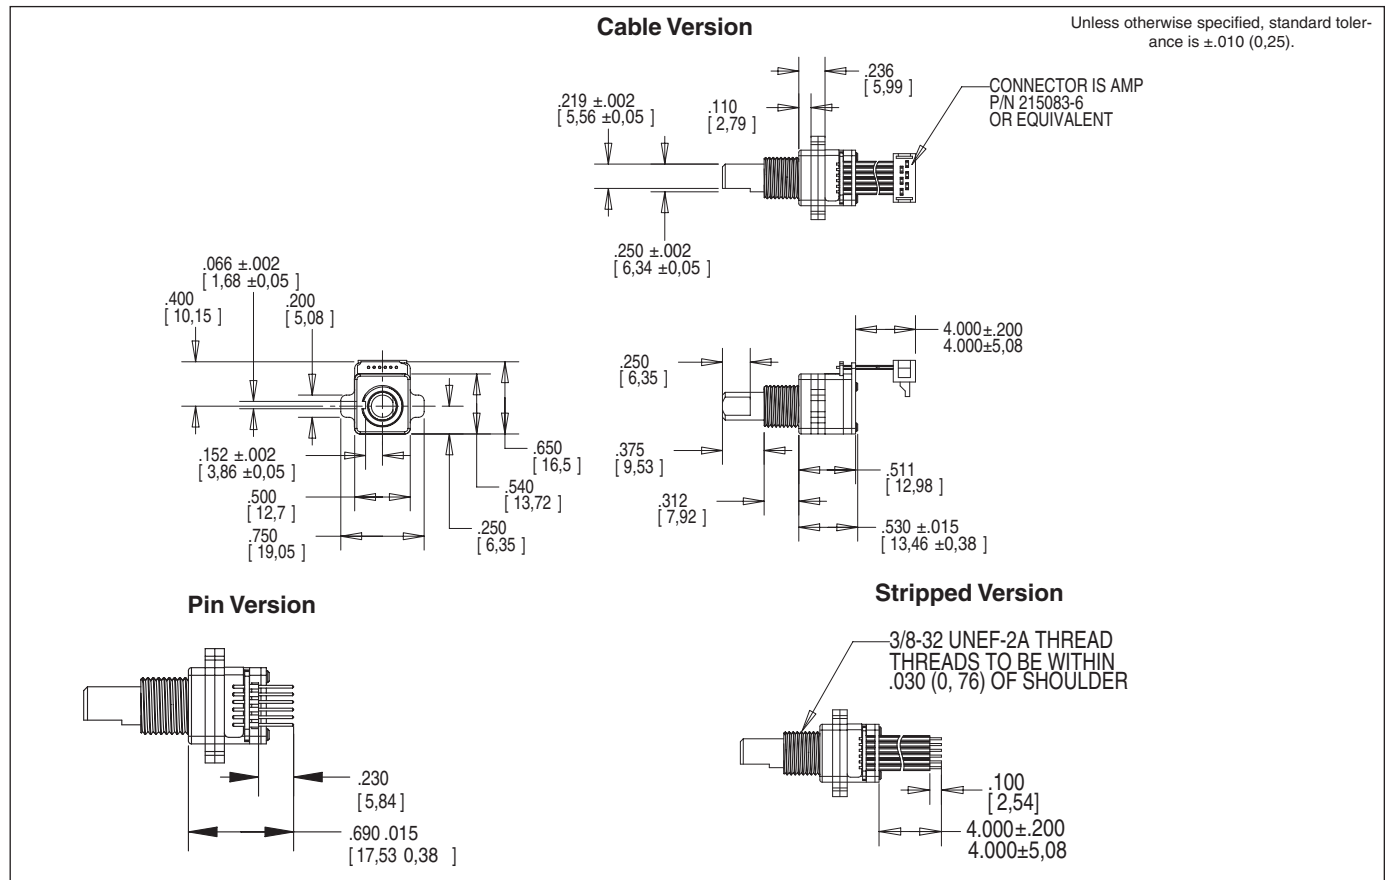 Cable Version
Unless otherwise specified, standard toler-
ance is ±.010 (0,25).
.236
[ 5,99 ]
CONNECTOR IS AMP
P/N 215083-6
OR EQUIVALENT
.219 ±.002
[ 5,56 ±0,05 ]
.110
[ 2,79 ]
.250 ±.002
[ 6,34 ±0,05 ]
.066 ±.002
[ 1,68 ±0,05 ]
.400
[ 10,15 ]
.200
[ 5,08 ]
4.000±.200
4.000±5,08
.250
[ 6,35 ]
.152 ±.002
[ 3,86 ±0,05 ]
.650
[ 16,5 ]
.375
[ 9,53 ]
.511
[ 12,98 ]
.500
[ 12,7 ]
.540
[ 13,72 ]
.312
[ 7,92 ]
.750
[ 19,05 ]
.250
[ 6,35 ]
.530 ±.015
[ 13,46 ±0,38 ]
Pin Version
Stripped Version
3/8-32 UNEF-2A THREAD
THREADS TO BE WITHIN
.030 (0, 76) OF SHOULDER
.230
[ 5,84 ]
.690 .015
[ 17,53 0,38 ]
.100
[ 2,54]
4.000±.200
4.000±5,08